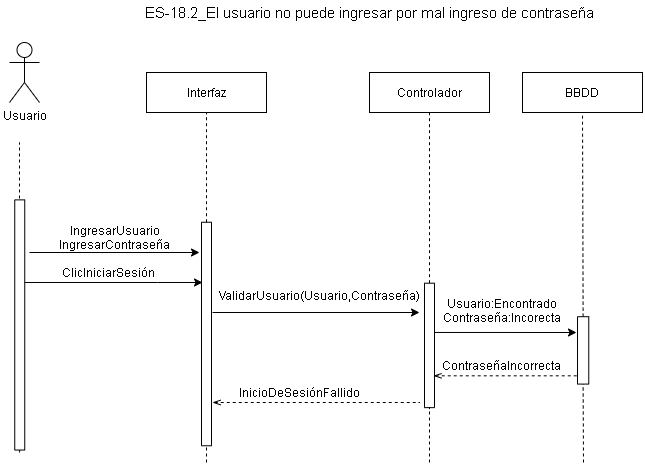 ES-18.2_El usuario no puede ingresar por mal ingreso de contraseña
Usuario
Interfaz
Controlador
BBDD
IngresarUsuario
IngresarContraseña
ClicIniciarSesión
ValidarUsuario(Usuario,Contraseña)
Usuario:Encontrado
Contraseña:Incorecta
ContraseñaIncorrecta
InicioDeSesiónFallido